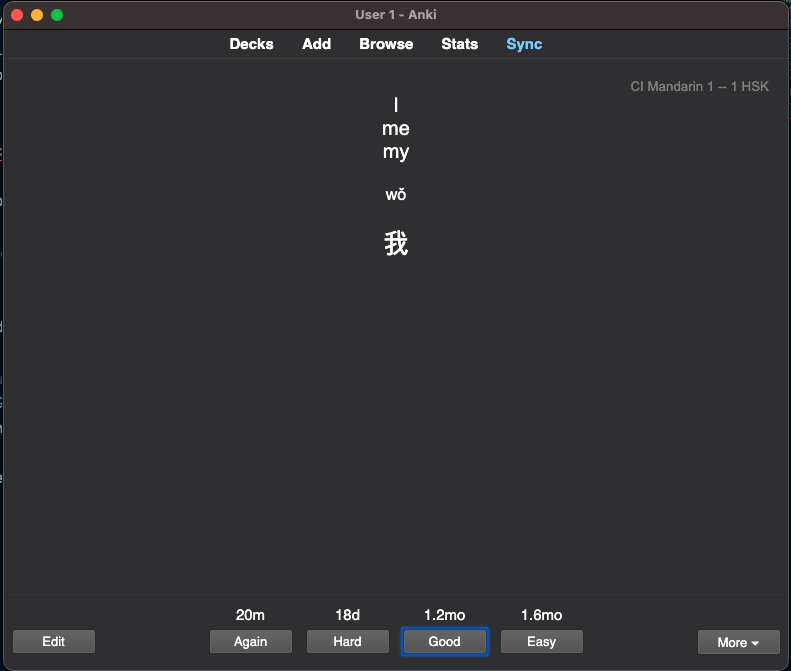 User 1 - Anki
Decks Add Browse Stats Sync
CI Mandarin 1 -- 1 HSK
I
me
my
wǒ
我
20m 18d 1.2mo 1.6mo
Edit Again Hard Good Easy More